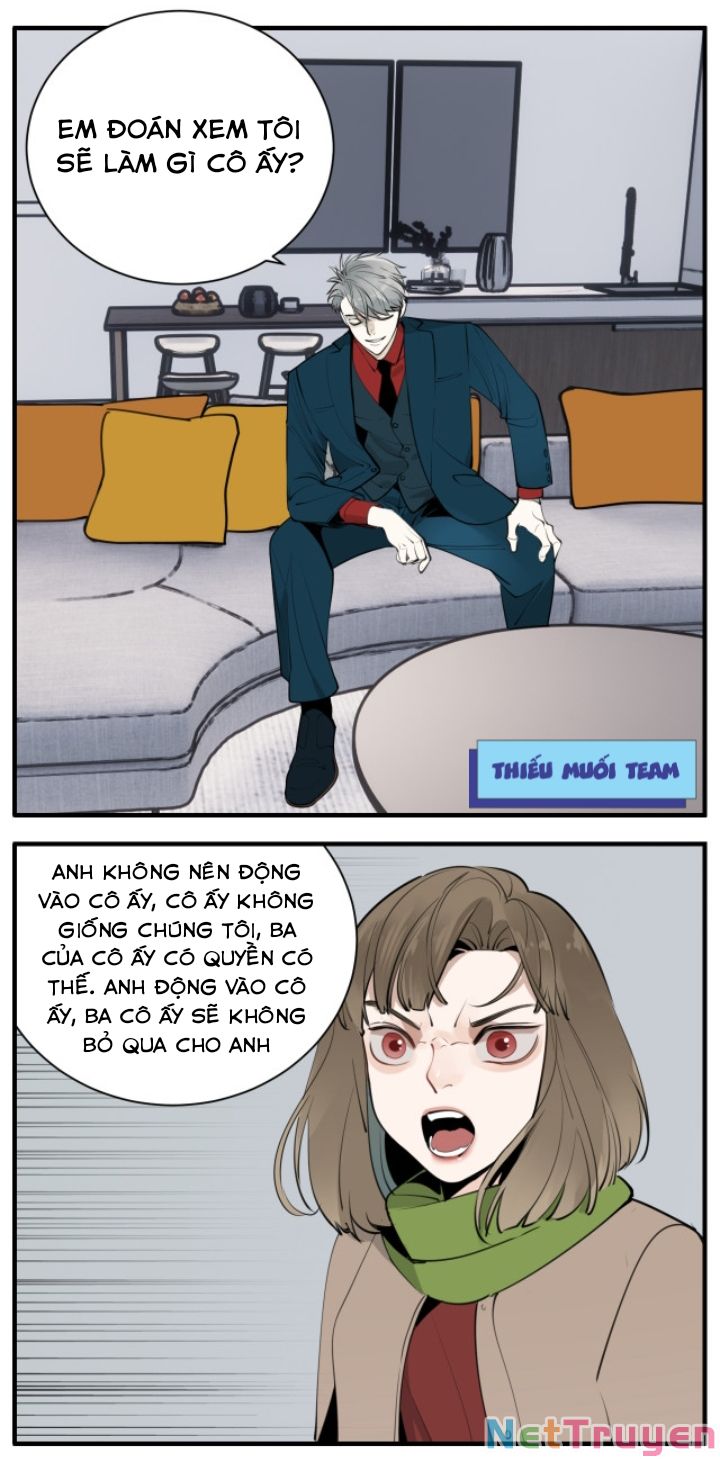 EM ĐOÁN XEM TÔI
SẼ LÀM GÌ CÔ ẤY?
THIẾU MUỐI TEAM
ANH KHÔNG NÊN ĐỘNG
VÀO CÔ ẤY, CÔ ẤY KHÔNG
GIỐNG CHÚNG TÔI, BA
CỦA CÔ ẤY CÓ QUYỀN CÓ
THẾ. ANH ĐỘNG VÀO CÔ
ẤY, BA CÔ ẤY SẼ KHÔNG
BỎ QUA CHO ANH
NetTruyen